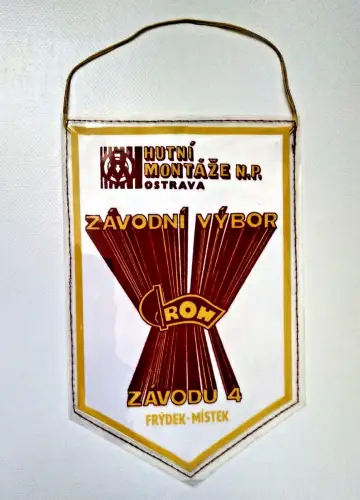 HUTNÍ
MONTÁŽE N.P.
OSTRAVA
ZÁVODNÍ VÝBOR
ROH
ZÁVODU 4
FRÝDEK-MÍSTEK